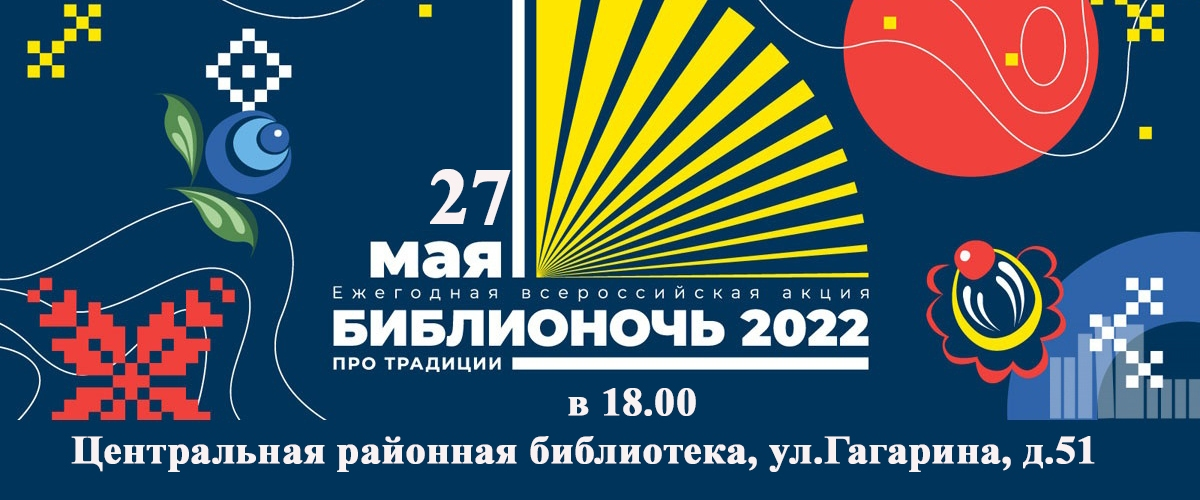 27
мая
Ежегодная всероссийская акция
БИБЛИОНОЧЬ 2022
ПРО ТРАДИЦИИ
в 18.00
Центральная районная библиотека, ул.Гагарина, д.51